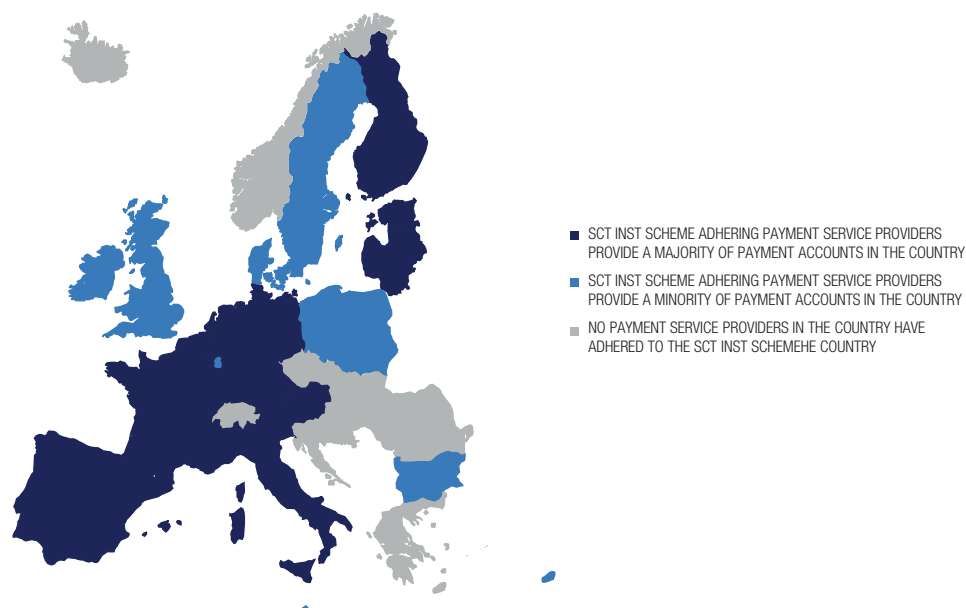 SCT INST SCHEME ADHERING PAYMENT SERVICE PROVIDERS
PROVIDE A MAJORITY OF PAYMENT ACCOUNTS IN THE COUNTRY
SCT INST SCHEME ADHERING PAYMENT SERVICE PROVIDERS
PROVIDE A MINORITY OF PAYMENT ACCOUNTS IN THE COUNTRY
NO PAYMENT SERVICE PROVIDERS IN THE COUNTRY HAVE
ADHERED TO THE SCT INST SCHEMEHE COUNTRY